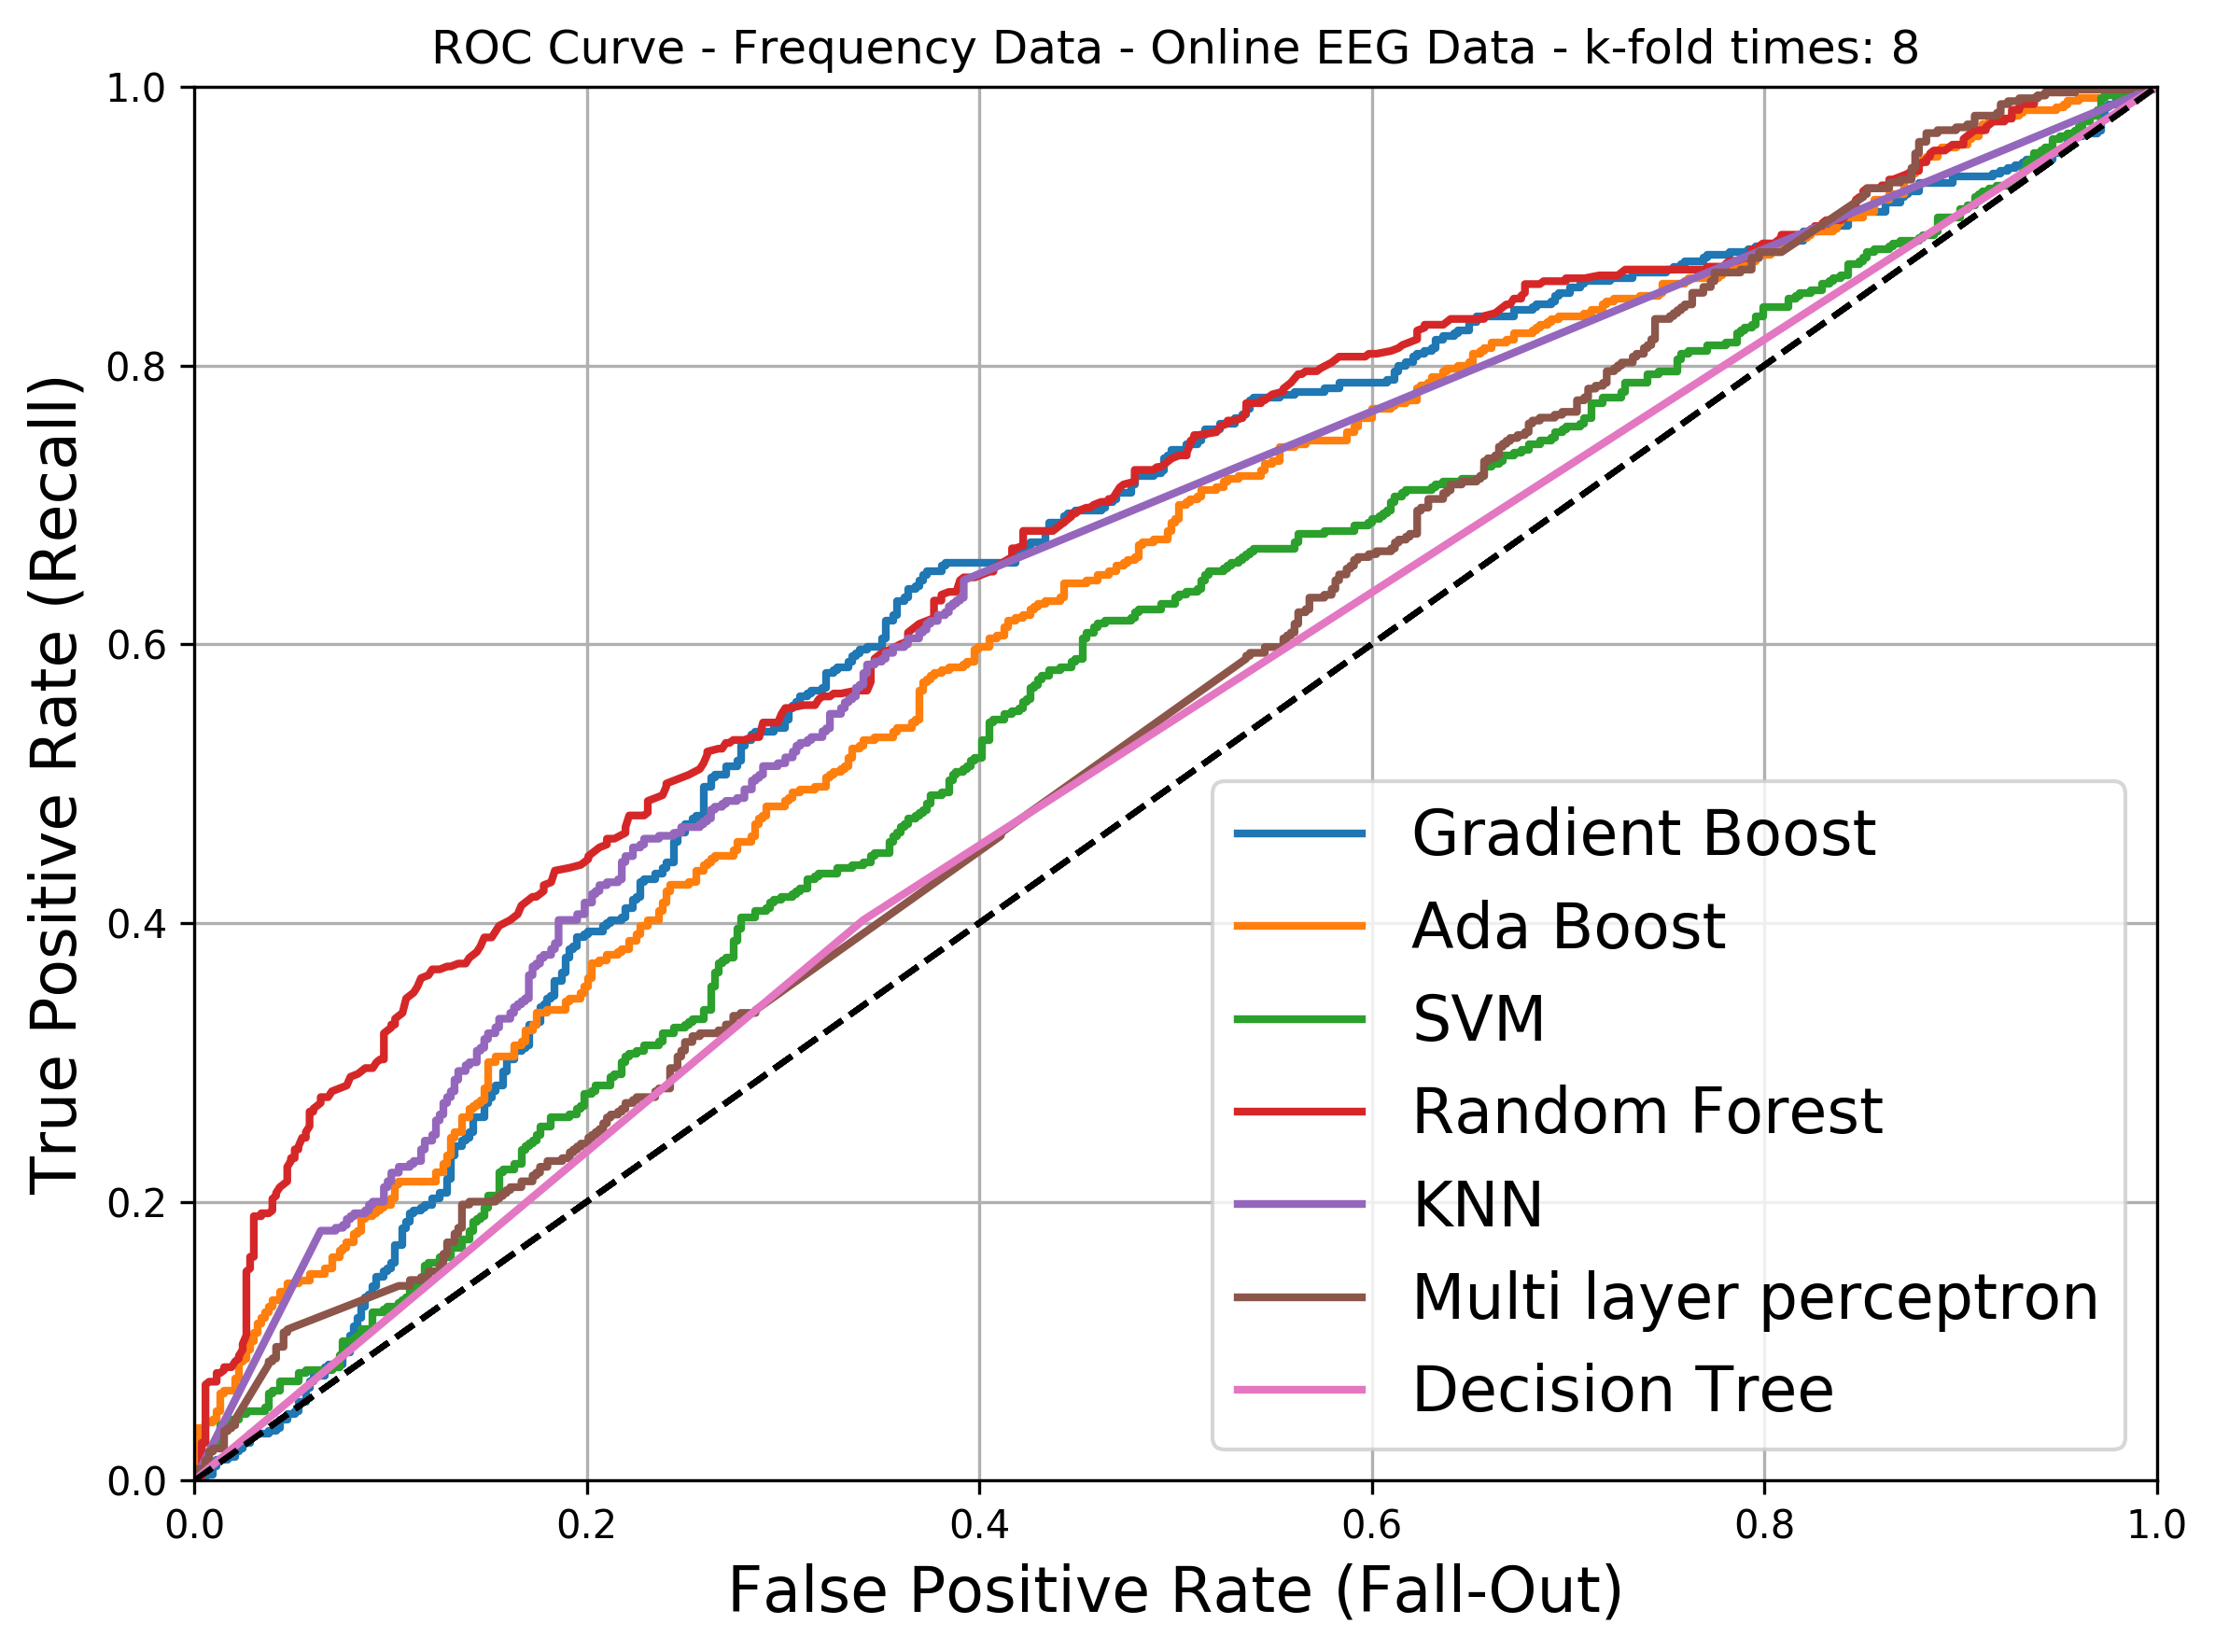 ROC Curve - Frequency Data - Online EEG Data - k-fold times: 8
True Positive Rate (Recall)
1.0
0.8
0.6
0.4
0.2
0.0
Gradient Boost
Ada Boost
SVM
Random Forest
KNN
Multi layer perceptron
Decision Tree
0.0 0.2 0.4 0.6 0.8 1.0
False Positive Rate (Fall-Out)